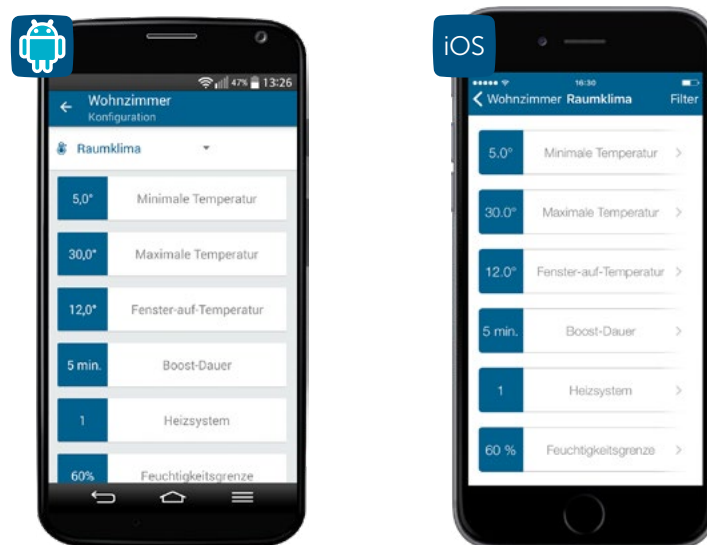 47% 13:26
Wohnzimmer
Konfiguration
Raumklima
5,0°
Minimale Temperatur
30,0°
Maximale Temperatur
12,0°
Fenster-auf-Temperatur
5 min.
Boost-Dauer
1
Heizsystem
60%
Feuchtigkeitsgrenze
iOS
16:30
Wohnzimmer Raumklima Filter
5.0°
Minimale Temperatur
30.0°
Maximale Temperatur
12.0°
Fenster-auf-Temperatur
5 min.
Boost-Dauer
1
Heizsystem
60 %
Feuchtigkeitsgrenze